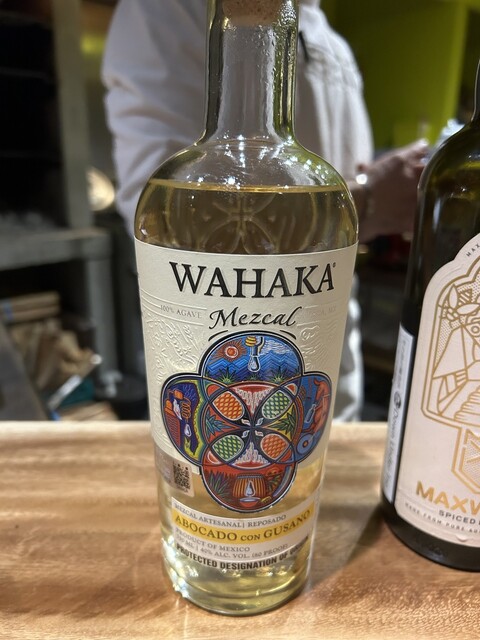 WAHAKA
100% AGAVE
Mezcal
MEZCAL ARTESANAL | REPOSADO
ABOCADO CON GUSANO
PRODUCT OF MEXICO
40% ALC. VOL. (80 PROOF)
PROTECTED DESIGNATION OF
MAXW
SPICED